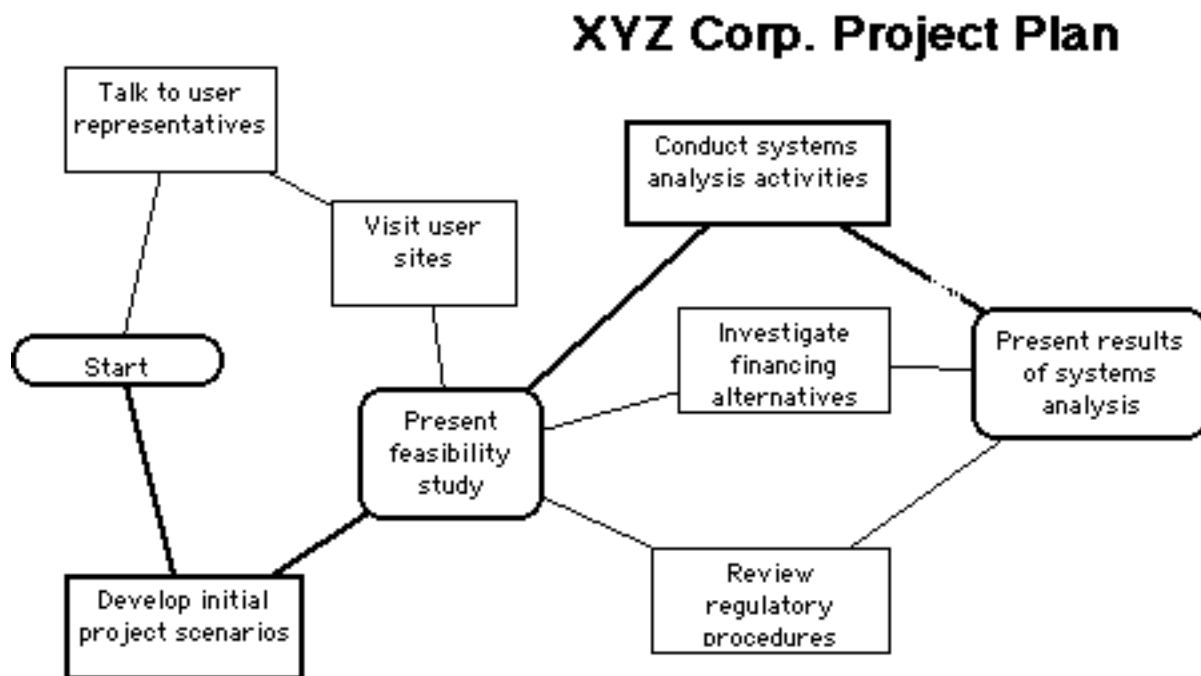 XYZ Corp. Project Plan
Talk to user
representatives
Conduct systems
analysis activities
Visit user
sites
Start
Investigate
financing
alternatives
Present results
of systems
analysis
Present
feasibility
study
Develop initial
project scenarios
Review
regulatory
procedures